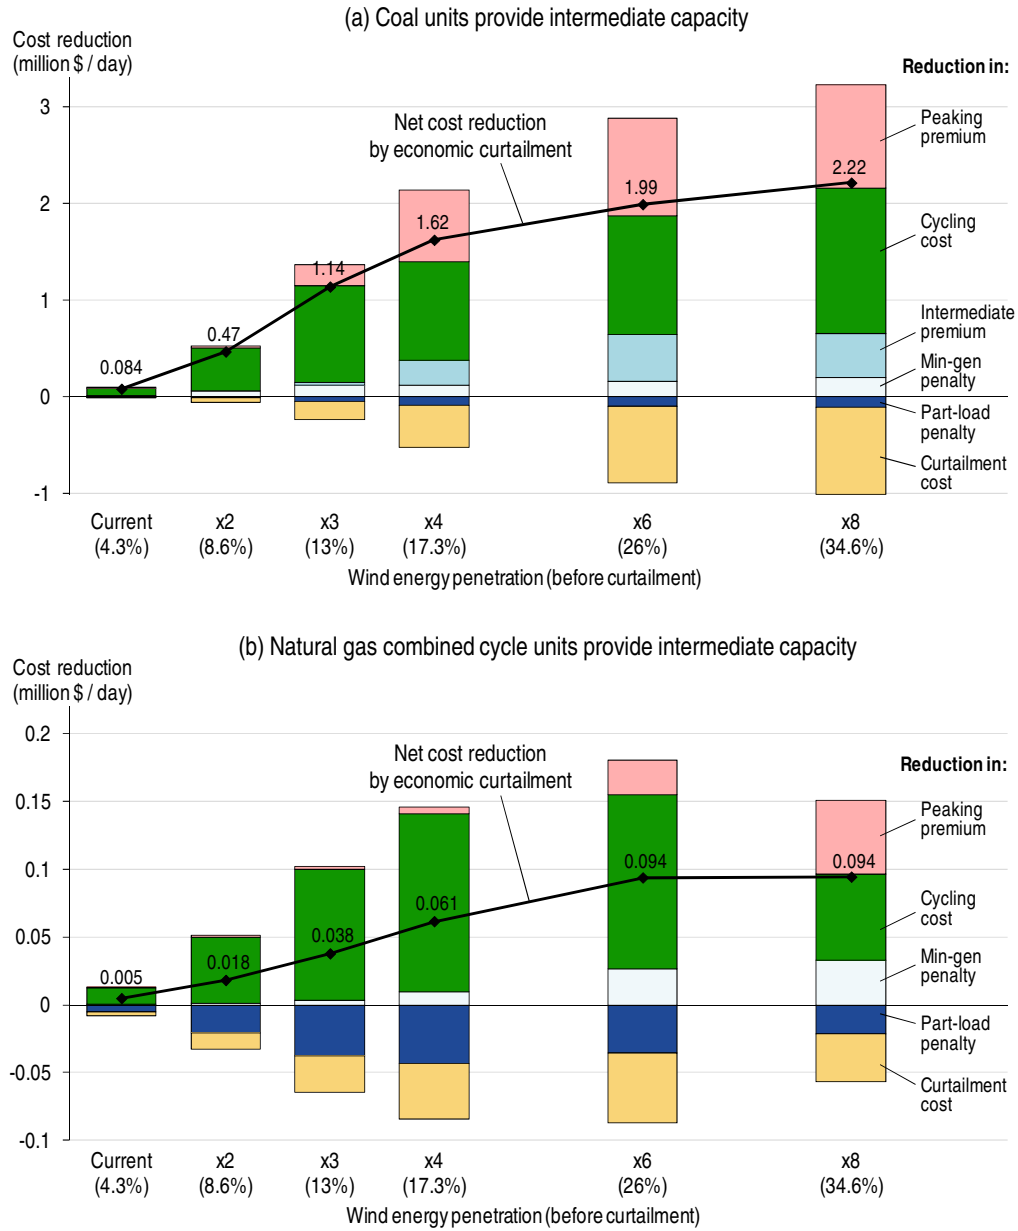 (a) Coal units provide intermediate capacity
Cost reduction
(million $ / day)
Reduction in:
3
2
1
0
-1
Net cost reduction
by economic curtailment
0.084
0.47
1.14
1.62
1.99
2.22
Peaking
premium
Cycling
cost
Intermediate
premium
Min-gen
penalty
Part-load
penalty
Curtailment
cost
Current
(4.3%)
x2
(8.6%)
x3
(13%)
x4
(17.3%)
x6
(26%)
x8
(34.6%)
Wind energy penetration (before curtailment)
(b) Natural gas combined cycle units provide intermediate capacity
Cost reduction
(million $ / day)
Reduction in:
0.2
0.15
0.1
0.05
0
-0.05
-0.1
Net cost reduction
by economic curtailment
0.005
0.018
0.038
0.061
0.094
0.094
Peaking
premium
Cycling
cost
Min-gen
penalty
Part-load
penalty
Curtailment
cost
Current
(4.3%)
x2
(8.6%)
x3
(13%)
x4
(17.3%)
x6
(26%)
x8
(34.6%)
Wind energy penetration (before curtailment)